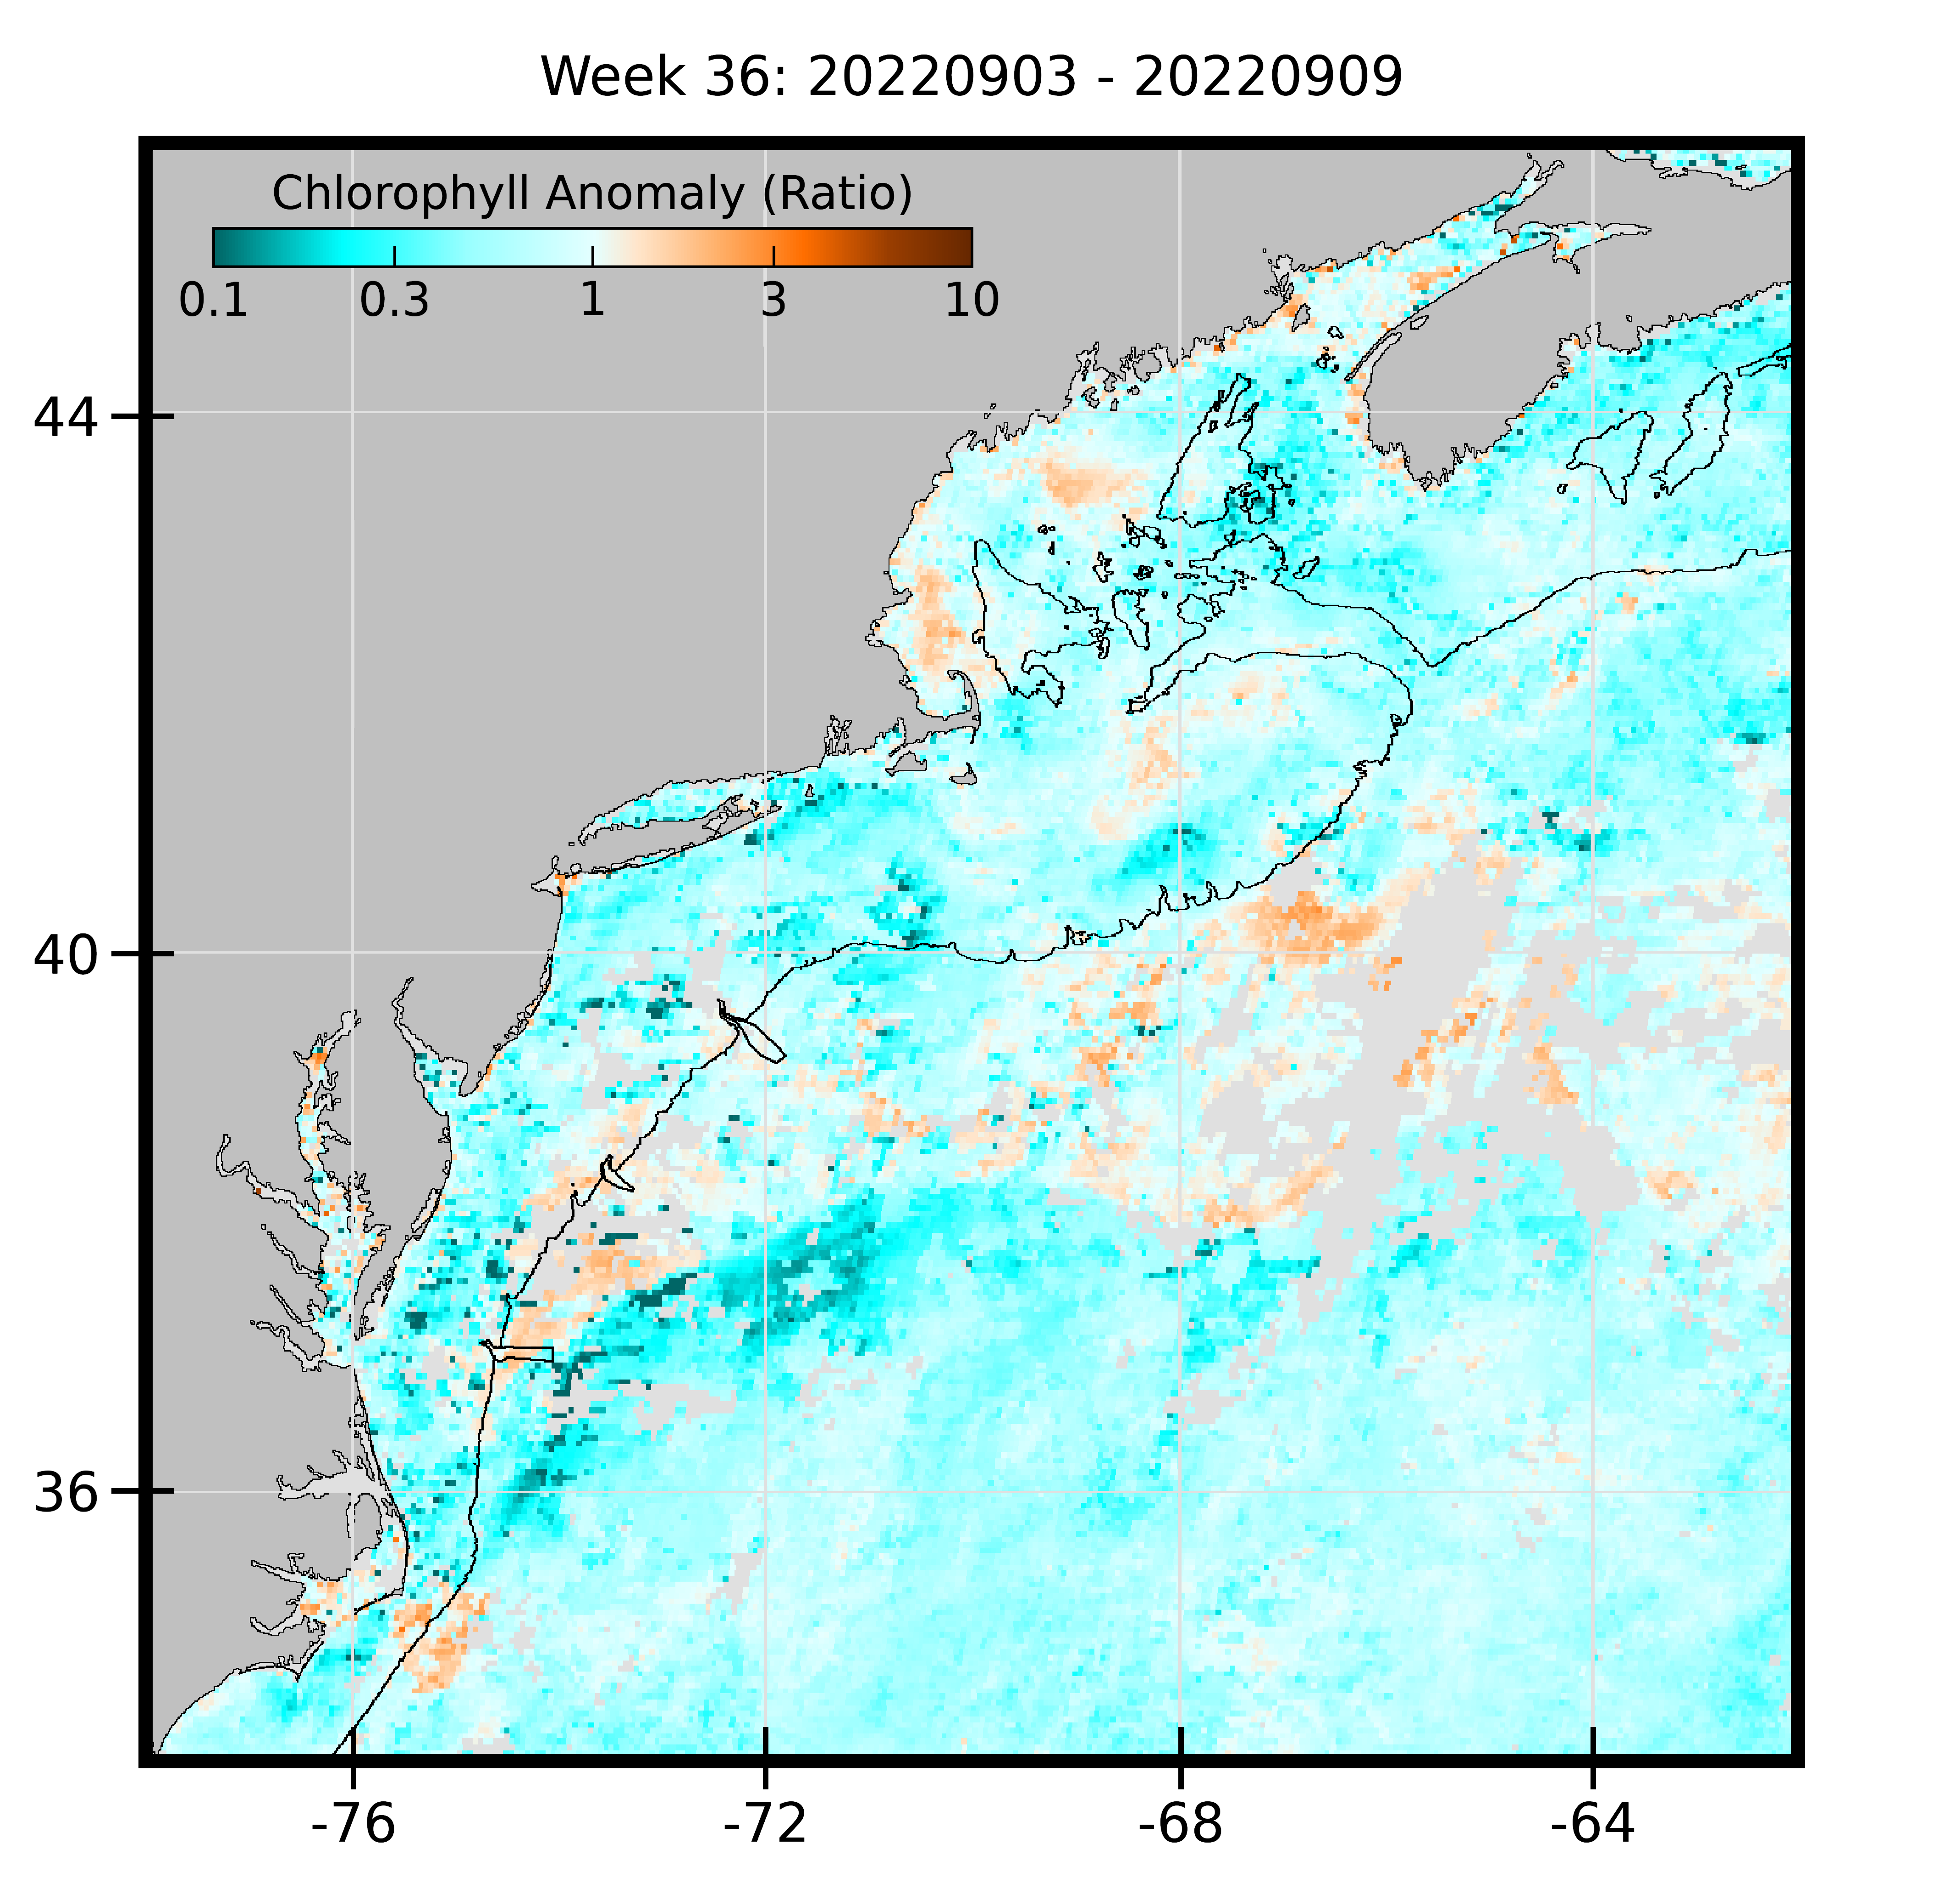 Week 36: 20220903 - 20220909
Chlorophyll Anomaly (Ratio)
0.1 0.3 1 3 10
44
40
36
-76 -72 -68 -64